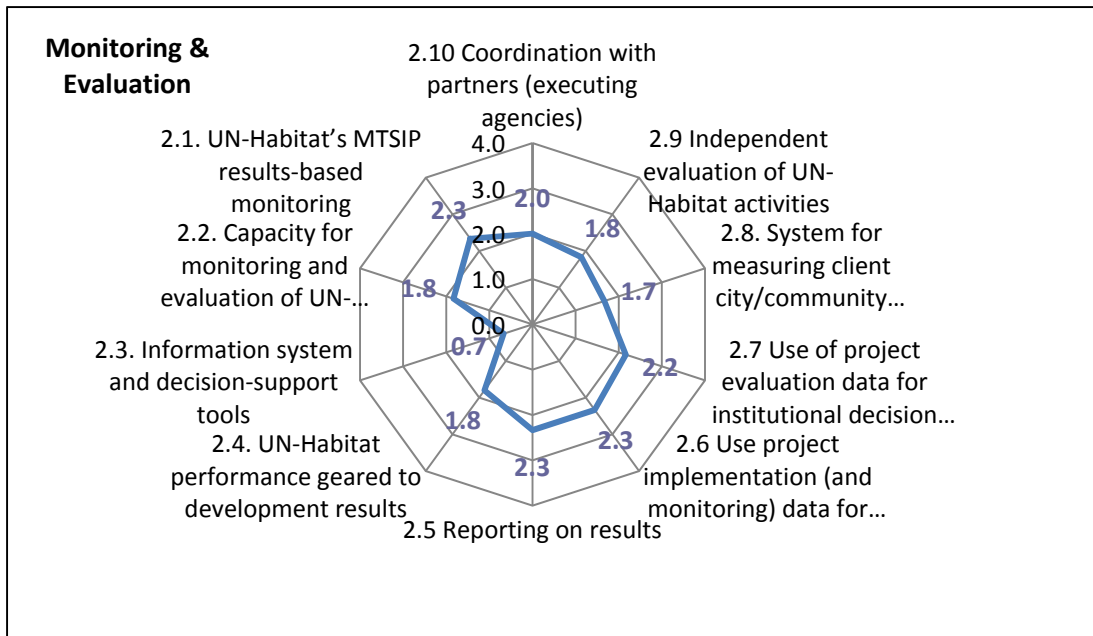 Monitoring &
Evaluation
2.10 Coordination with
partners (executing
agencies)
2.1. UN-Habitat's MTSIP
results-based
monitoring
2.9 Independent
evaluation of UN-
Habitat activities
2.2. Capacity for
monitoring and
evaluation of UN-...
2.8. System for
measuring client
city/community...
2.3. Information system
and decision-support
tools
2.7 Use of project
evaluation data for
institutional decision...
2.4. UN-Habitat
performance geared to
development results
2.6 Use project
implementation (and
monitoring) data for...
2.5 Reporting on results
4.0
3.0
2.0
1.0
0.0
2.0
1.8
1.7
2.2
2.3
2.3
1.8
0.7
1.8
2.3